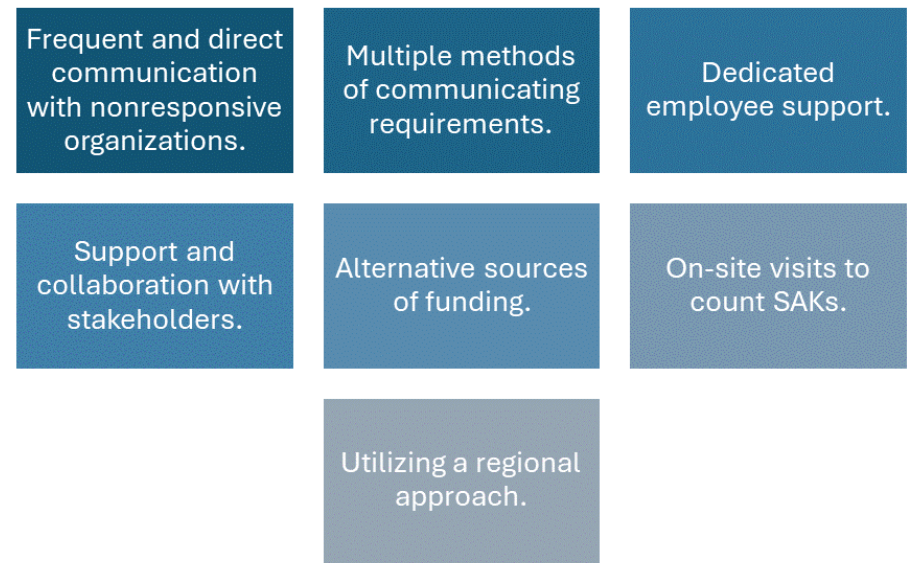 Frequent and direct
communication
with nonresponsive
organizations.
Multiple methods
of communicating
requirements.
Dedicated
employee support.
Support and
collaboration with
stakeholders.
Alternative sources
of funding.
On-site visits to
count SAKs.
Utilizing a regional
approach.